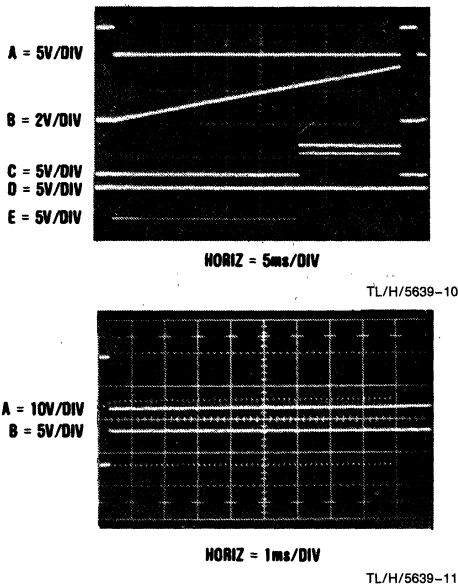 A = 5V/DIV
B = 2V/DIV
C = 5V/DIV
D = 5V/DIV
E = 5V/DIV
HORIZ = 5ms/DIV
TL/H/5639–10
A = 10V/DIV
B = 5V/DIV
HORIZ = 1ms/DIV
TL/H/5639–11